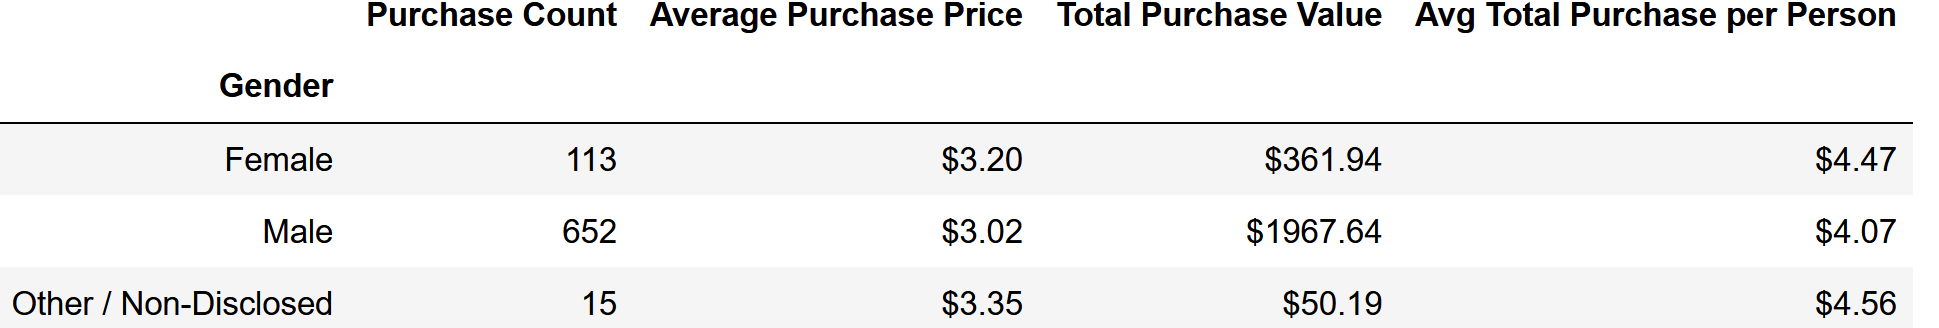 Purchase Count Average Purchase Price Total Purchase Value Avg Total Purchase per Person
Gender
Female 113 $3.20 $361.94 $4.47
Male 652 $3.02 $1967.64 $4.07
Other / Non-Disclosed 15 $3.35 $50.19 $4.56